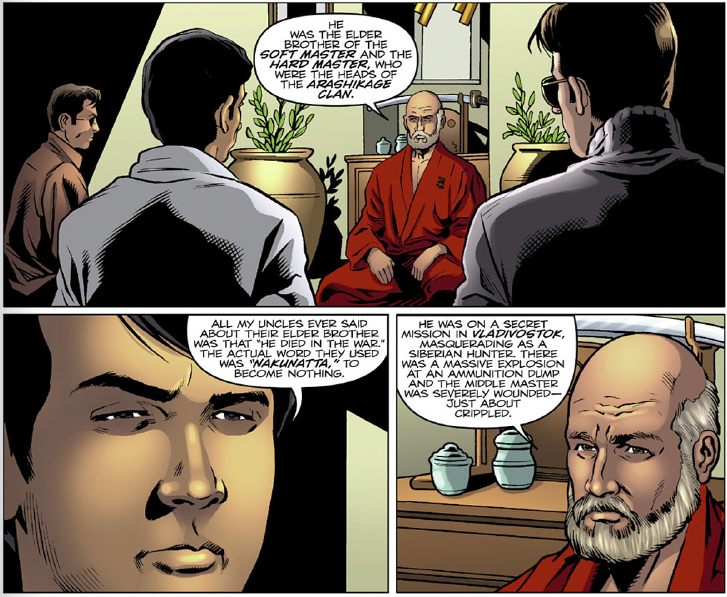 HE
WAS THE ELDER
BROTHER OF THE
SOFT MASTER AND THE
HARD MASTER, WHO
WERE THE HEADS OF
THE ARASHIKAGE
CLAN.
ALL MY UNCLES EVER SAID
ABOUT THEIR ELDER BROTHER
WAS THAT "HE DIED IN THE WAR."
THE ACTUAL WORD THEY USED
WAS "NAKUNATTA," TO
BECOME NOTHING.
HE WAS ON A SECRET
MISSION IN VLADIVOSTOK,
MASQUERADING AS A
SIBERIAN HUNTER. THERE
WAS A MASSIVE EXPLOSION
AT AN AMMUNITION DUMP
AND THE MIDDLE MASTER
WAS SEVERELY WOUNDED—
JUST ABOUT
CRIPPLED.